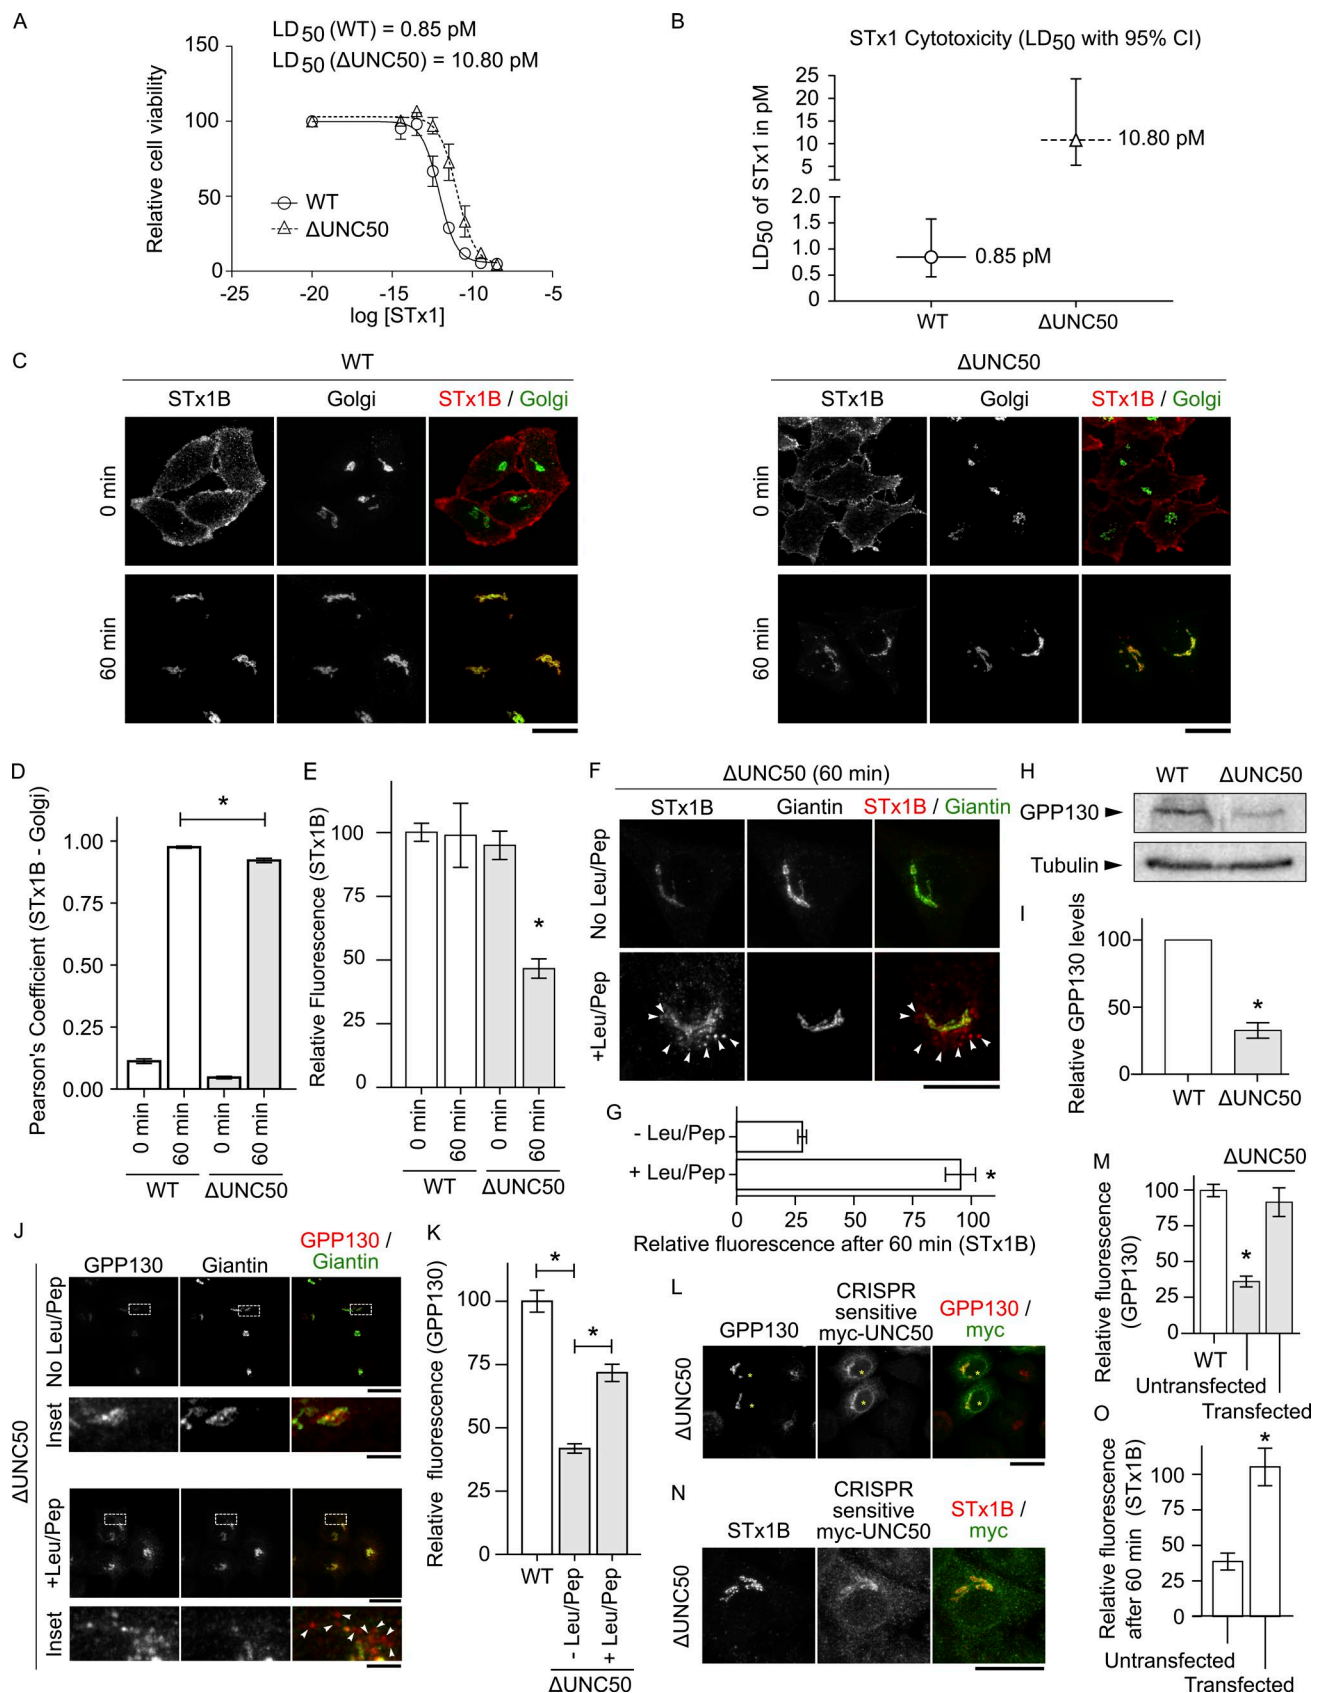 A
LD50 (WT) = 0.85 pM
LD50 (ΔUNC50) = 10.80 pM
Relative cell viability
150
100
50
0
WT
ΔUNC50
-25 -20 -15 -10 -5
log [STx1]
B
STx1 Cytotoxicity (LD50 with 95% CI)
LD50 of STx1 in pM
25
20
15
10
5
2.0
1.5
1.0
0.5
0
10.80 pM
0.85 pM
WT ΔUNC50
C
WT
STx1B Golgi STx1B / Golgi
0 min
60 min
ΔUNC50
STx1B Golgi STx1B / Golgi
0 min
60 min
D
Pearson's Coefficient (STx1B - Golgi)
1.00
0.75
0.50
0.25
0.00
*
0 min 60 min 0 min 60 min
WT ΔUNC50
E
Relative Fluorescence (STx1B)
100
75
50
25
0
*
0 min 60 min 0 min 60 min
WT ΔUNC50
F
ΔUNC50 (60 min)
STx1B Giantin STx1B / Giantin
No Leu/Pep
+Leu/Pep
G
- Leu/Pep
+ Leu/Pep
*
0 25 50 75 100
Relative fluorescence after 60 min (STx1B)
H
WT ΔUNC50
GPP130
Tubulin
I
Relative GPP130 levels
100
50
0
*
WT ΔUNC50
J
GPP130 Giantin GPP130 / Giantin
ΔUNC50
No Leu/Pep
Inset
+Leu/Pep
Inset
K
Relative fluorescence (GPP130)
100
75
50
25
0
* *
WT - Leu/Pep + Leu/Pep
ΔUNC50
L
GPP130
CRISPR
sensitive
myc-UNC50
GPP130 /
myc
ΔUNC50
* *
* *
* *
M
ΔUNC50
Relative fluorescence
(GPP130)
100
75
50
25
0
*
WT
Untransfected
Transfected
N
STx1B
CRISPR
sensitive
myc-UNC50
STx1B /
myc
ΔUNC50
O
Relative fluorescence
after 60 min (STx1B)
100
75
50
25
0
*
Untransfected
Transfected